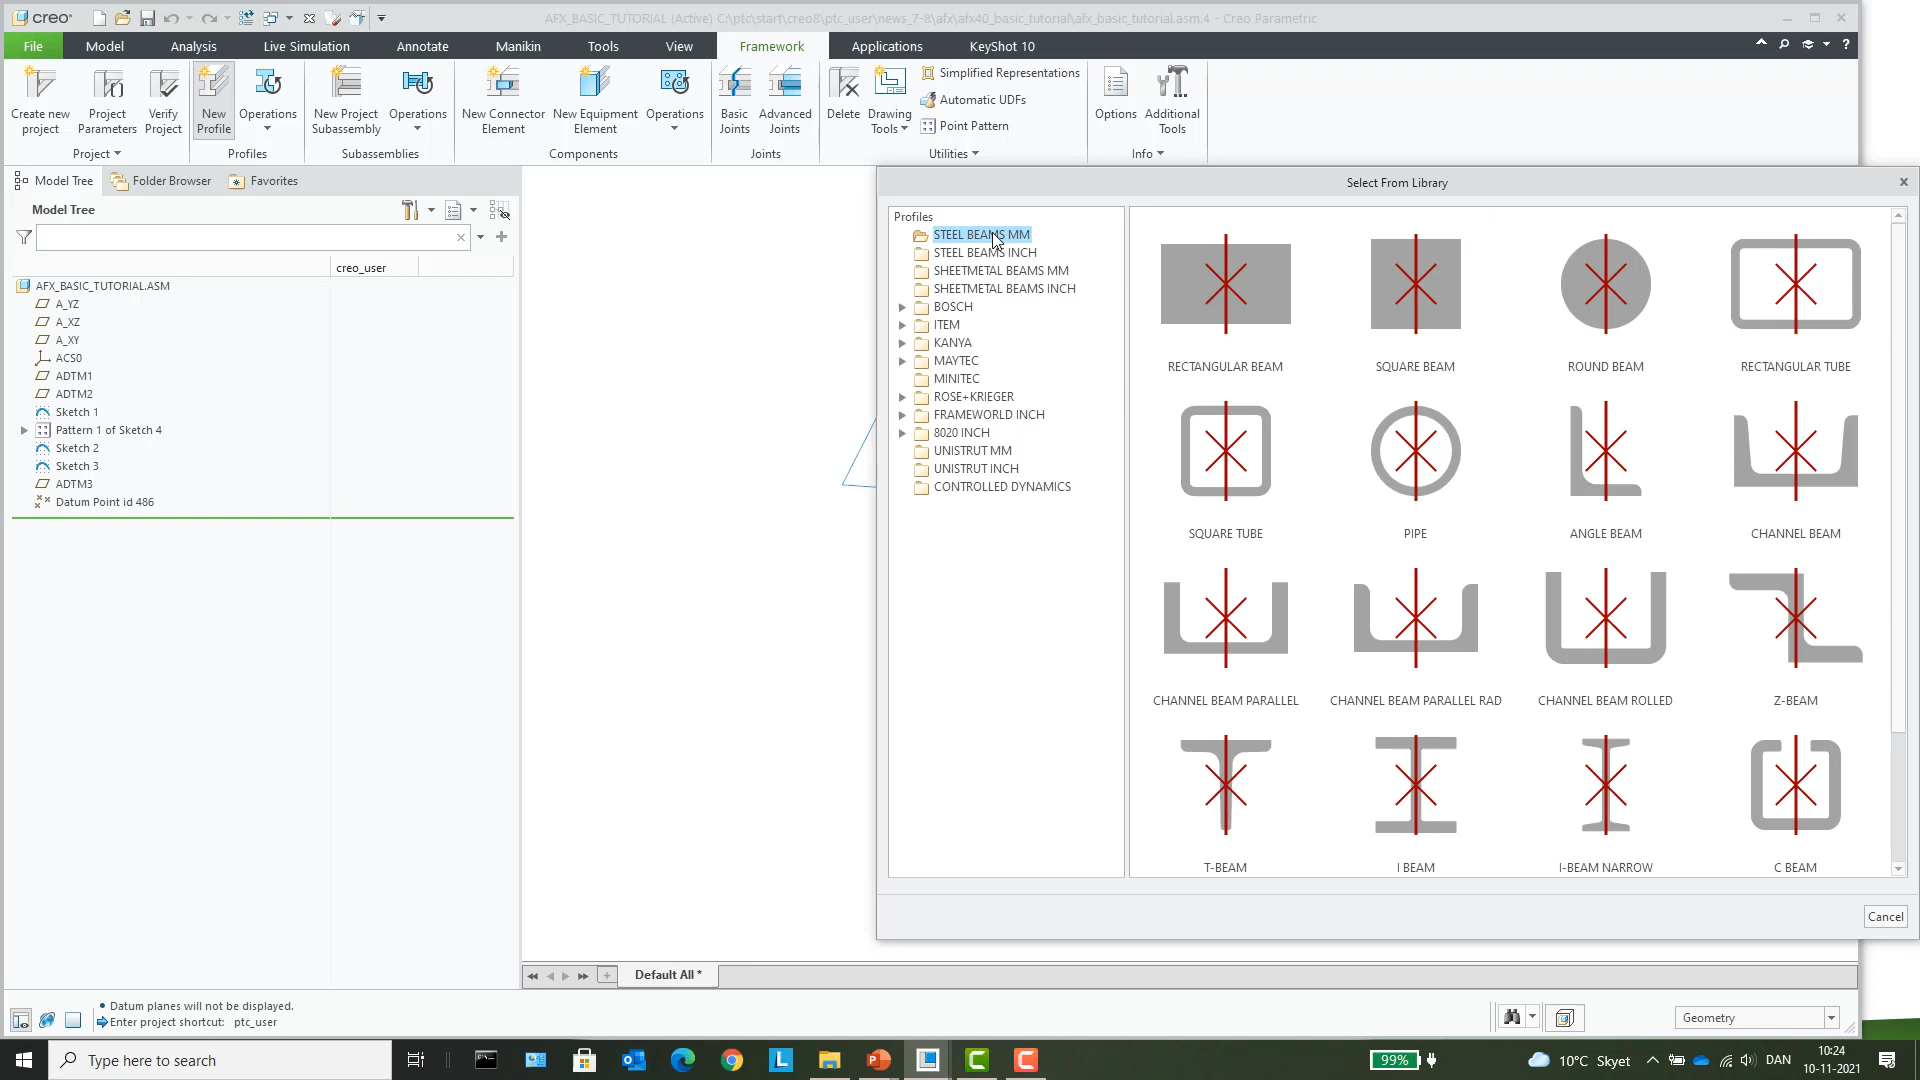 creo
AFX_BASIC_TUTORIAL (Active) C:\ptc\start\creo8\ptc_user\news_7-8\afx\afx40_basic_tutorial\afx_basic_tutorial.asm.4 - Creo Parametric
File Model Analysis Live Simulation Annotate Manikin Tools View Framework Applications KeyShot 10
Create new project
Project Parameters
Verify Project
New Profile
Operations
New Project Subassembly
Operations
New Connector Element
New Equipment Element
Operations
Basic Joints
Advanced Joints
Delete
Drawing Tools
Simplified Representations
Automatic UDFs
Point Pattern
Options
Additional Tools
Project Profiles Subassemblies Components Joints Utilities Info
Model Tree Folder Browser Favorites
Model Tree
creo_user
AFX_BASIC_TUTORIAL.ASM
A_YZ
A_XZ
A_XY
ACS0
ADTM1
ADTM2
Sketch 1
Pattern 1 of Sketch 4
Sketch 2
Sketch 3
ADTM3
Datum Point id 486
Select From Library
Profiles
STEEL BEAMS MM
STEEL BEAMS INCH
SHEETMETAL BEAMS MM
SHEETMETAL BEAMS INCH
BOSCH
ITEM
KANYA
MAYTEC
MINITEC
ROSE+KRIEGER
FRAMEWORLD INCH
8020 INCH
UNISTRUT MM
UNISTRUT INCH
CONTROLLED DYNAMICS
RECTANGULAR BEAM SQUARE BEAM ROUND BEAM RECTANGULAR TUBE
SQUARE TUBE PIPE ANGLE BEAM CHANNEL BEAM
CHANNEL BEAM PARALLEL CHANNEL BEAM PARALLEL RAD CHANNEL BEAM ROLLED Z-BEAM
T-BEAM I BEAM I-BEAM NARROW C BEAM
Cancel
Default All *
Datum planes will not be displayed.
Enter project shortcut: ptc_user
Geometry
Type here to search
99%
10°C Skyet
DAN
10:24
10-11-2021